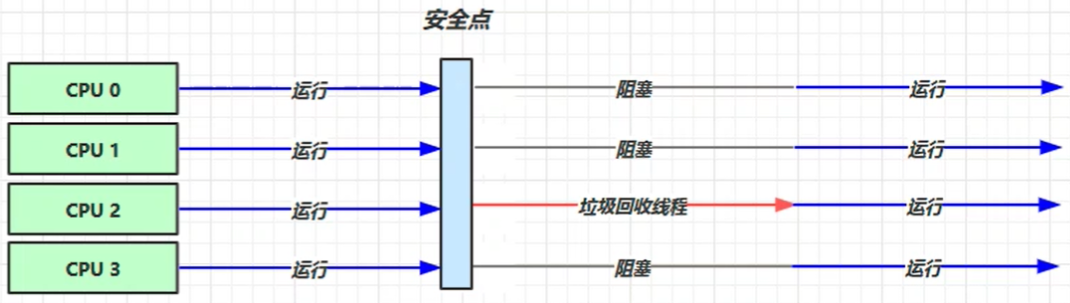 安全点
CPU 0 运行 阻塞 运行
CPU 1 运行 阻塞 运行
CPU 2 运行 垃圾回收线程 运行
CPU 3 运行 阻塞 运行